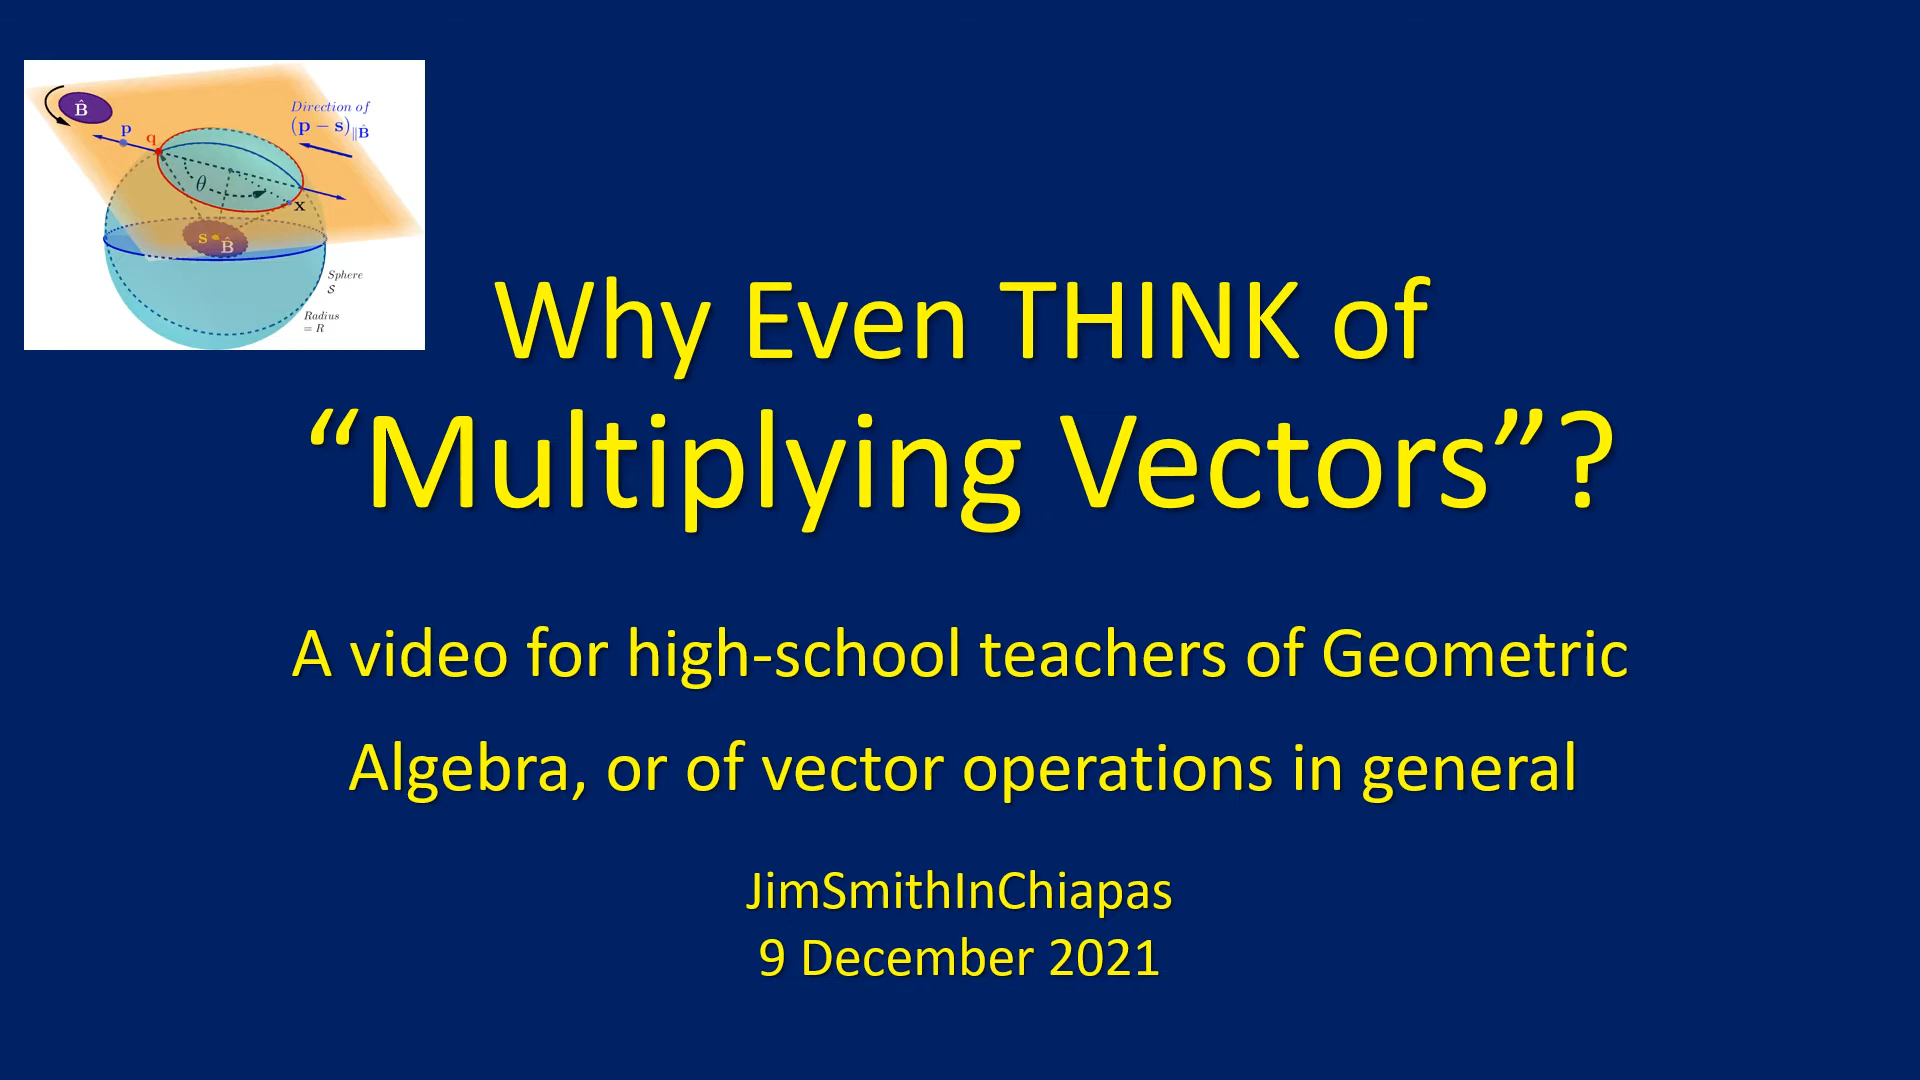 B̂
p
q
Direction of
(p − s)∥B̂
θ
x
s
B̂
Sphere
𝒮
Radius
= R
Why Even THINK of
“Multiplying Vectors”?
A video for high-school teachers of Geometric
Algebra, or of vector operations in general
JimSmithInChiapas
9 December 2021